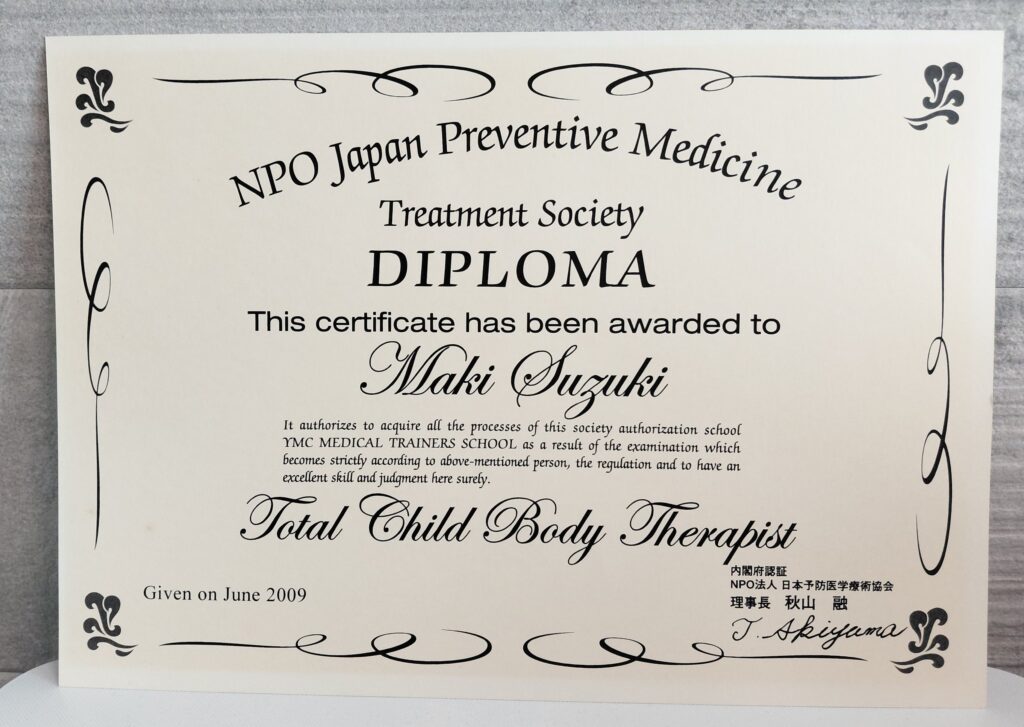 NPO Japan Preventive Medicine
Treatment Society
DIPLOMA
This certificate has been awarded to
Maki Suzuki
It authorizes to acquire all the processes of this society authorization school
YMC MEDICAL TRAINERS SCHOOL as a result of the examination which
becomes strictly according to above-mentioned person, the regulation and to have an
excellent skill and judgment here surely.
Total Child Body Therapist
Given on June 2009
内閣府認証
NPO法人 日本予防医学療術協会
理事長 秋山 融
T. Akiyama